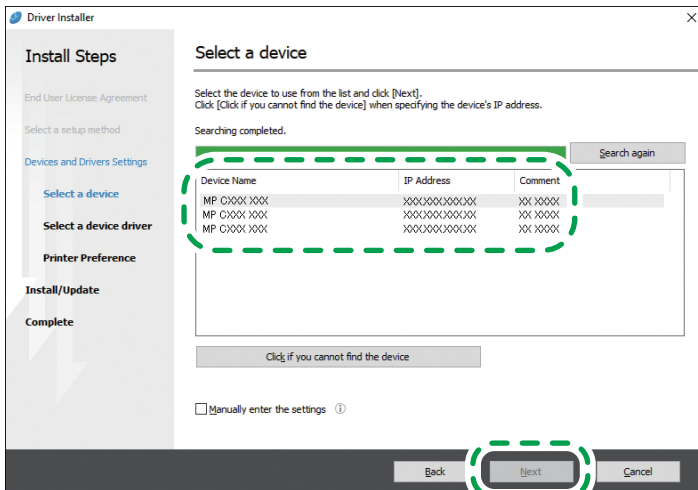 Driver Installer
Install Steps
End User License Agreement
Select a setup method
Devices and Drivers Settings
Select a device
Select a device driver
Printer Preference
Install/Update
Complete
Select a device
Select the device to use from the list and click [Next].
Click [Click if you cannot find the device] when specifying the device's IP address.
Searching completed.
Search again
Device Name IP Address Comment
MP CXXX XXX XXX.XXX.XXX.XX XX XXXX
MP CXXX XXX XXX.XXX.XXX.XX XX XXXX
MP CXXX XXX XXX.XXX.XXX.XX XX XXXX
Click if you cannot find the device
Manually enter the settings
Back Next Cancel